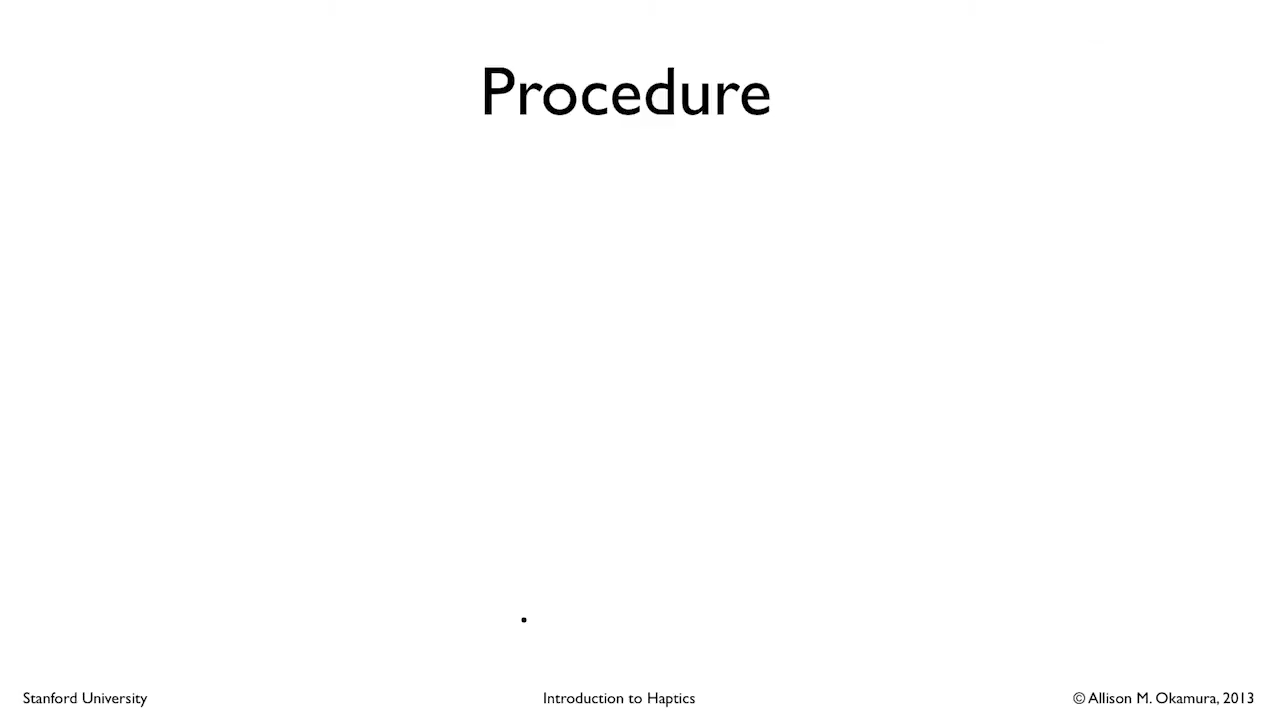 Procedure
.
Stanford University
Introduction to Haptics
© Allison M. Okamura, 2013